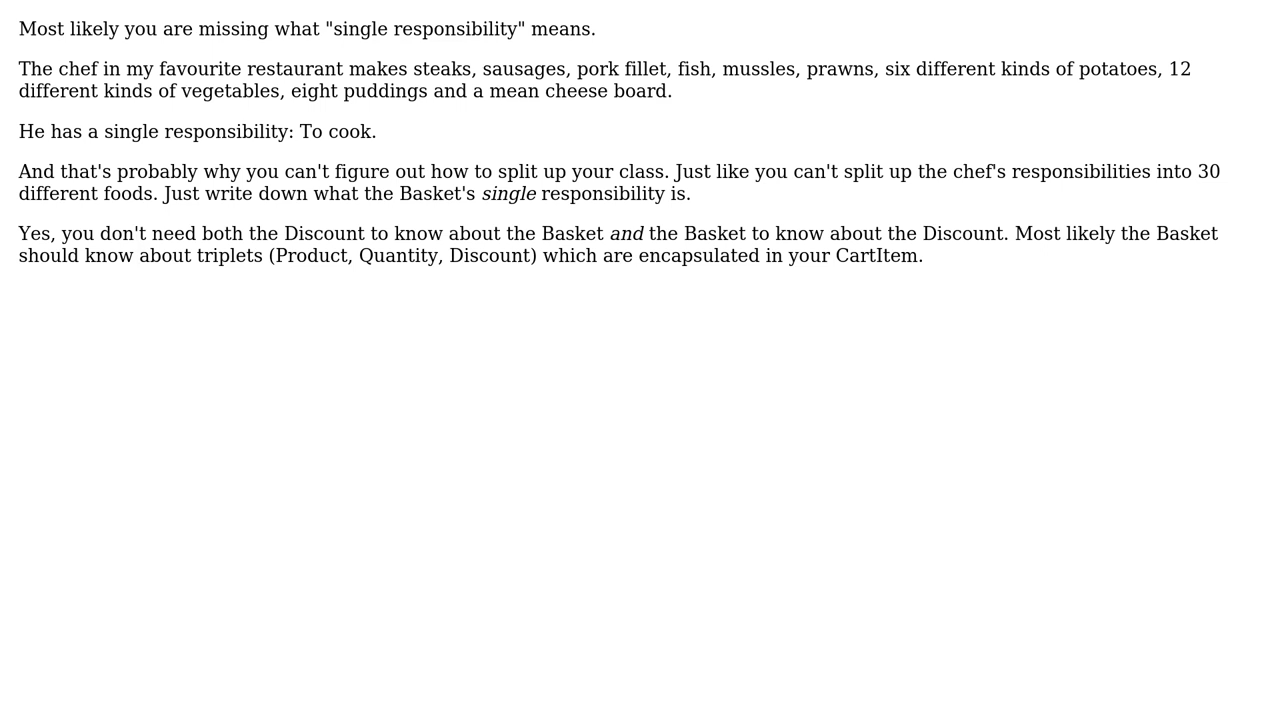 Most likely you are missing what "single responsibility" means.
The chef in my favourite restaurant makes steaks, sausages, pork fillet, fish, mussles, prawns, six different kinds of potatoes, 12
different kinds of vegetables, eight puddings and a mean cheese board.
He has a single responsibility: To cook.
And that's probably why you can't figure out how to split up your class. Just like you can't split up the chef's responsibilities into 30
different foods. Just write down what the Basket's single responsibility is.
Yes, you don't need both the Discount to know about the Basket and the Basket to know about the Discount. Most likely the Basket
should know about triplets (Product, Quantity, Discount) which are encapsulated in your CartItem.